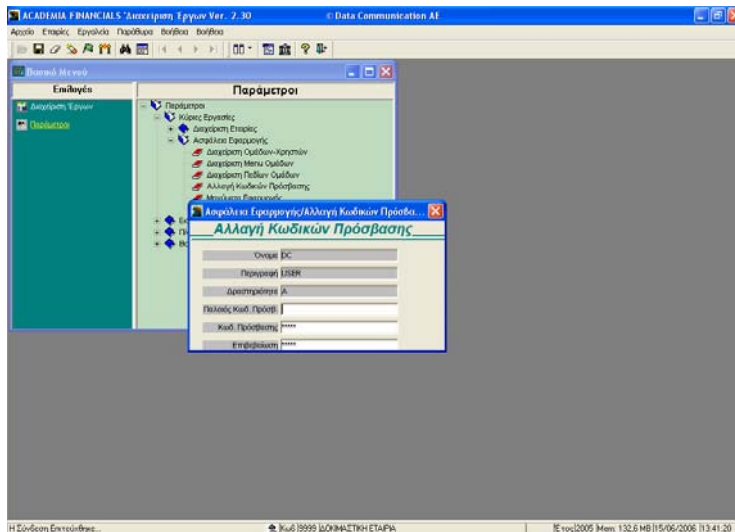 ACADEMIA FINANCIALS 'Διαχείριση Έργων Ver. 2.30 © Data Communication AE
Αρχείο Εταιρίες Εργαλεία Παράθυρα Βοήθεια Βοήθεια
Βασικό Μενού
Επιλογές
Παράμετροι
Διαχείριση Έργων
Παράμετροι
Παράμετροι
Κύριες Εργασίες
Διαχείριση Εταιρίας
Ασφάλεια Εφαρμογής
Διαχείριση Ομάδων-Χρηστών
Διαχείριση Menu Ομάδων
Διαχείριση Πεδίων Ομάδων
Αλλαγή Κωδικών Πρόσβασης
Μηνύματα Εφαρμογής
Ασφάλεια Εφαρμογής/Αλλαγή Κωδικών Πρόσβα...
Αλλαγή Κωδικών Πρόσβασης
Όνομα DC
Περιγραφή USER
Δραστηριότητα A
Παλαιός Κωδ. Πρόσβ.
Κωδ. Πρόσβασης *****
Επιβεβαίωση *****
Η Σύνδεση Επιτεύχθηκε... Κωδ 9999 ΔΟΚΙΜΑΣΤΙΚΗ ΕΤΑΙΡΙΑ Έτος 2005 Mem: 132,6 MB 15/06/2006 13:41:20